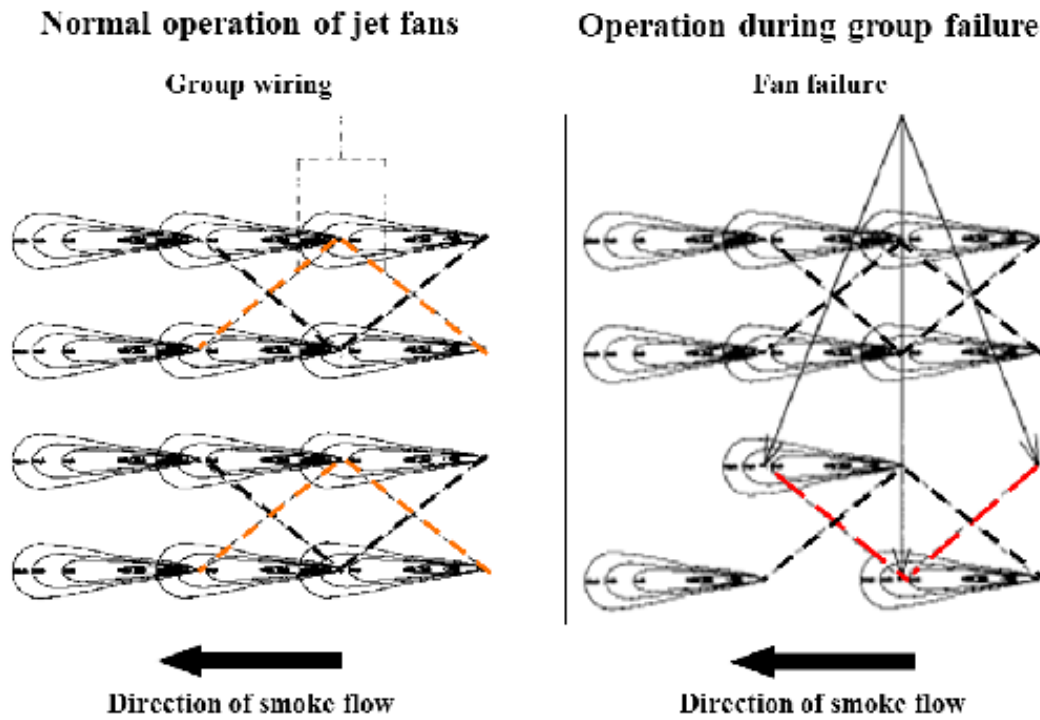 Normal operation of jet fans
Group wiring
Direction of smoke flow
Operation during group failure
Fan failure
Direction of smoke flow